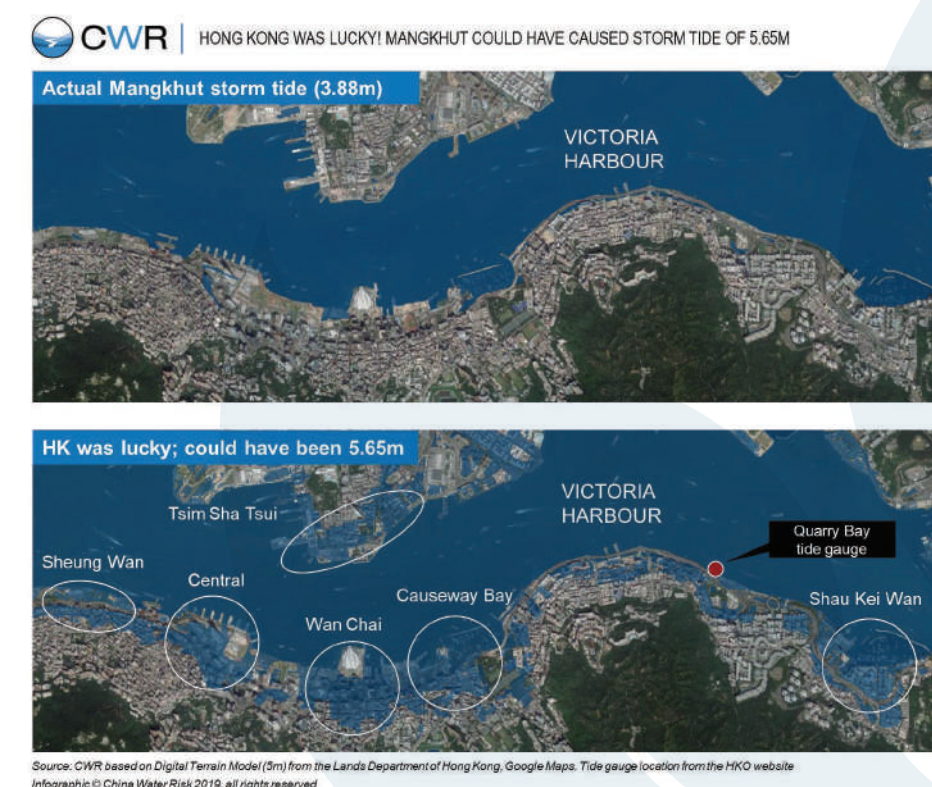 CWR
HONG KONG WAS LUCKY! MANGKHUT COULD HAVE CAUSED STORM TIDE OF 5.65M
Actual Mangkhut storm tide (3.88m)
VICTORIA
HARBOUR
HK was lucky; could have been 5.65m
VICTORIA
HARBOUR
Tsim Sha Tsui
Quarry Bay
tide gauge
Sheung Wan
Central
Causeway Bay
Shau Kei Wan
Wan Chai
Source: CWR based on Digital Terrain Model (5m) from the Lands Department of Hong Kong, Google Maps. Tide gauge location from the HKO website
Infographic © China Water Risk 2019, all rights reserved